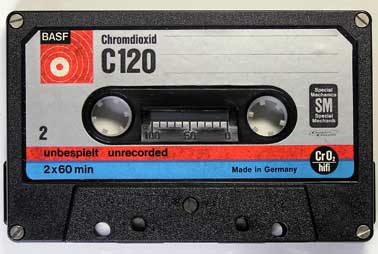 BASF
Chromdioxid
C120
Special
Mechanics
SM
Special
Mechanik
2
100 50 0
unbespielt unrecorded
2x60 min
Made in Germany
CrO₂
hifi